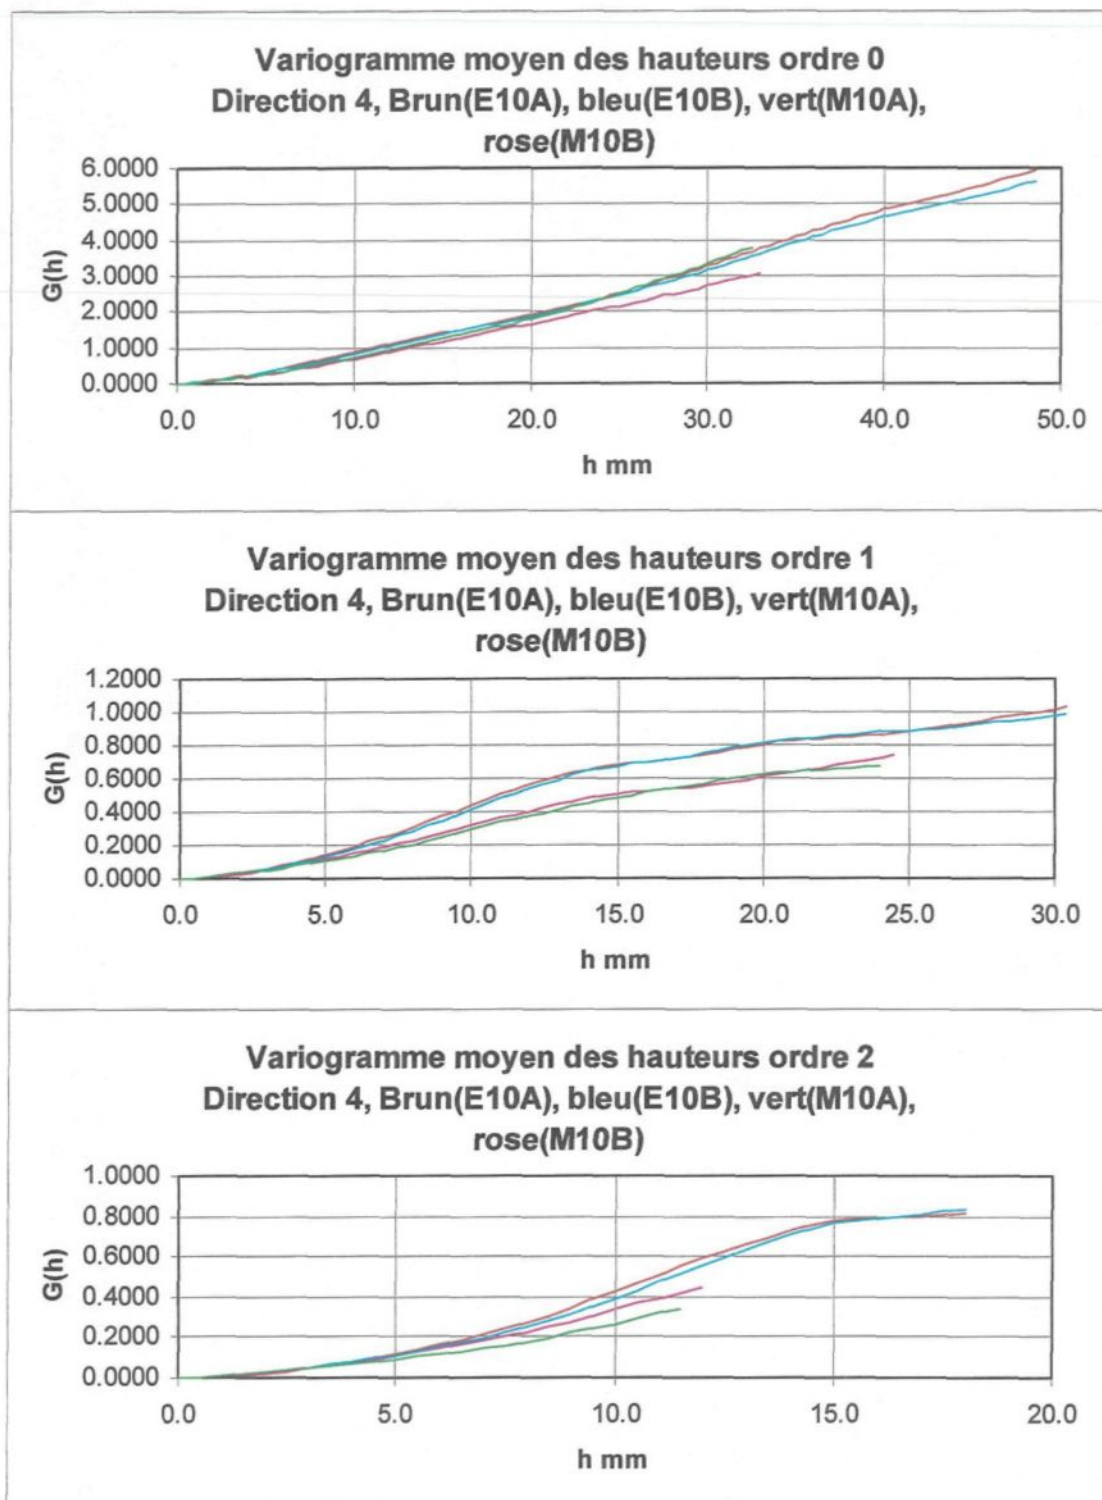 Variogramme moyen des hauteurs ordre 0
Direction 4, Brun(E10A), bleu(E10B), vert(M10A),
rose(M10B)
6.0000
5.0000
4.0000
3.0000
2.0000
1.0000
0.0000
G(h)
0.0 10.0 20.0 30.0 40.0 50.0
h mm
Variogramme moyen des hauteurs ordre 1
Direction 4, Brun(E10A), bleu(E10B), vert(M10A),
rose(M10B)
1.2000
1.0000
0.8000
0.6000
0.4000
0.2000
0.0000
G(h)
0.0 5.0 10.0 15.0 20.0 25.0 30.0
h mm
Variogramme moyen des hauteurs ordre 2
Direction 4, Brun(E10A), bleu(E10B), vert(M10A),
rose(M10B)
1.0000
0.8000
0.6000
0.4000
0.2000
0.0000
G(h)
0.0 5.0 10.0 15.0 20.0
h mm